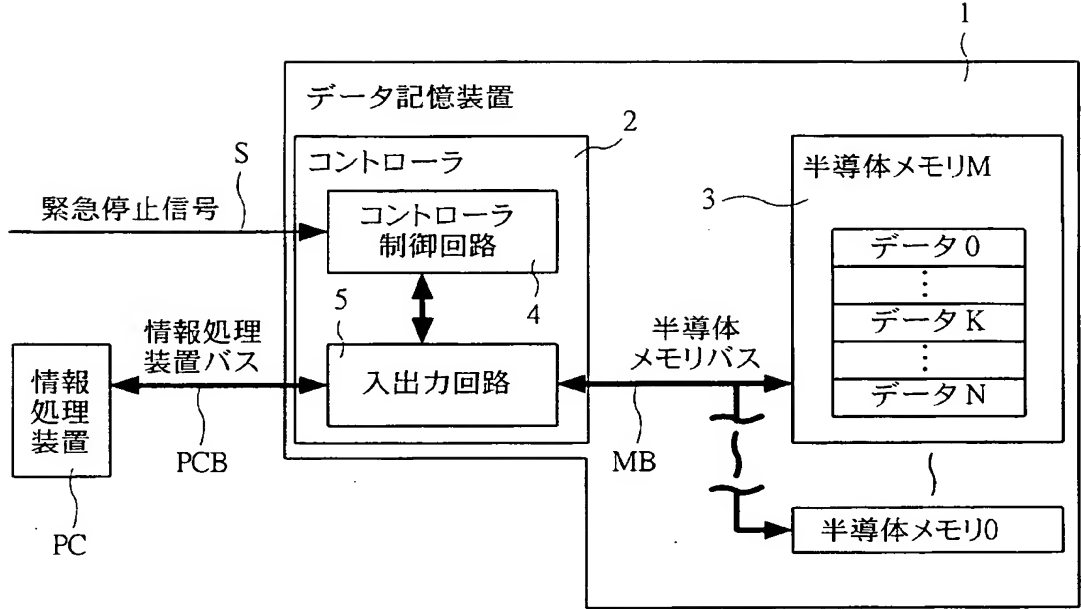 1
データ記憶装置
2
コントローラ
S
緊急停止信号
コントローラ
制御回路
4
3
半導体メモリM
データ 0
⋮
データ K
⋮
データ N
情報処理
装置バス
5
入出力回路
半導体
メモリバス
情報
処理
装置
PCB
MB
PC
半導体メモリ0